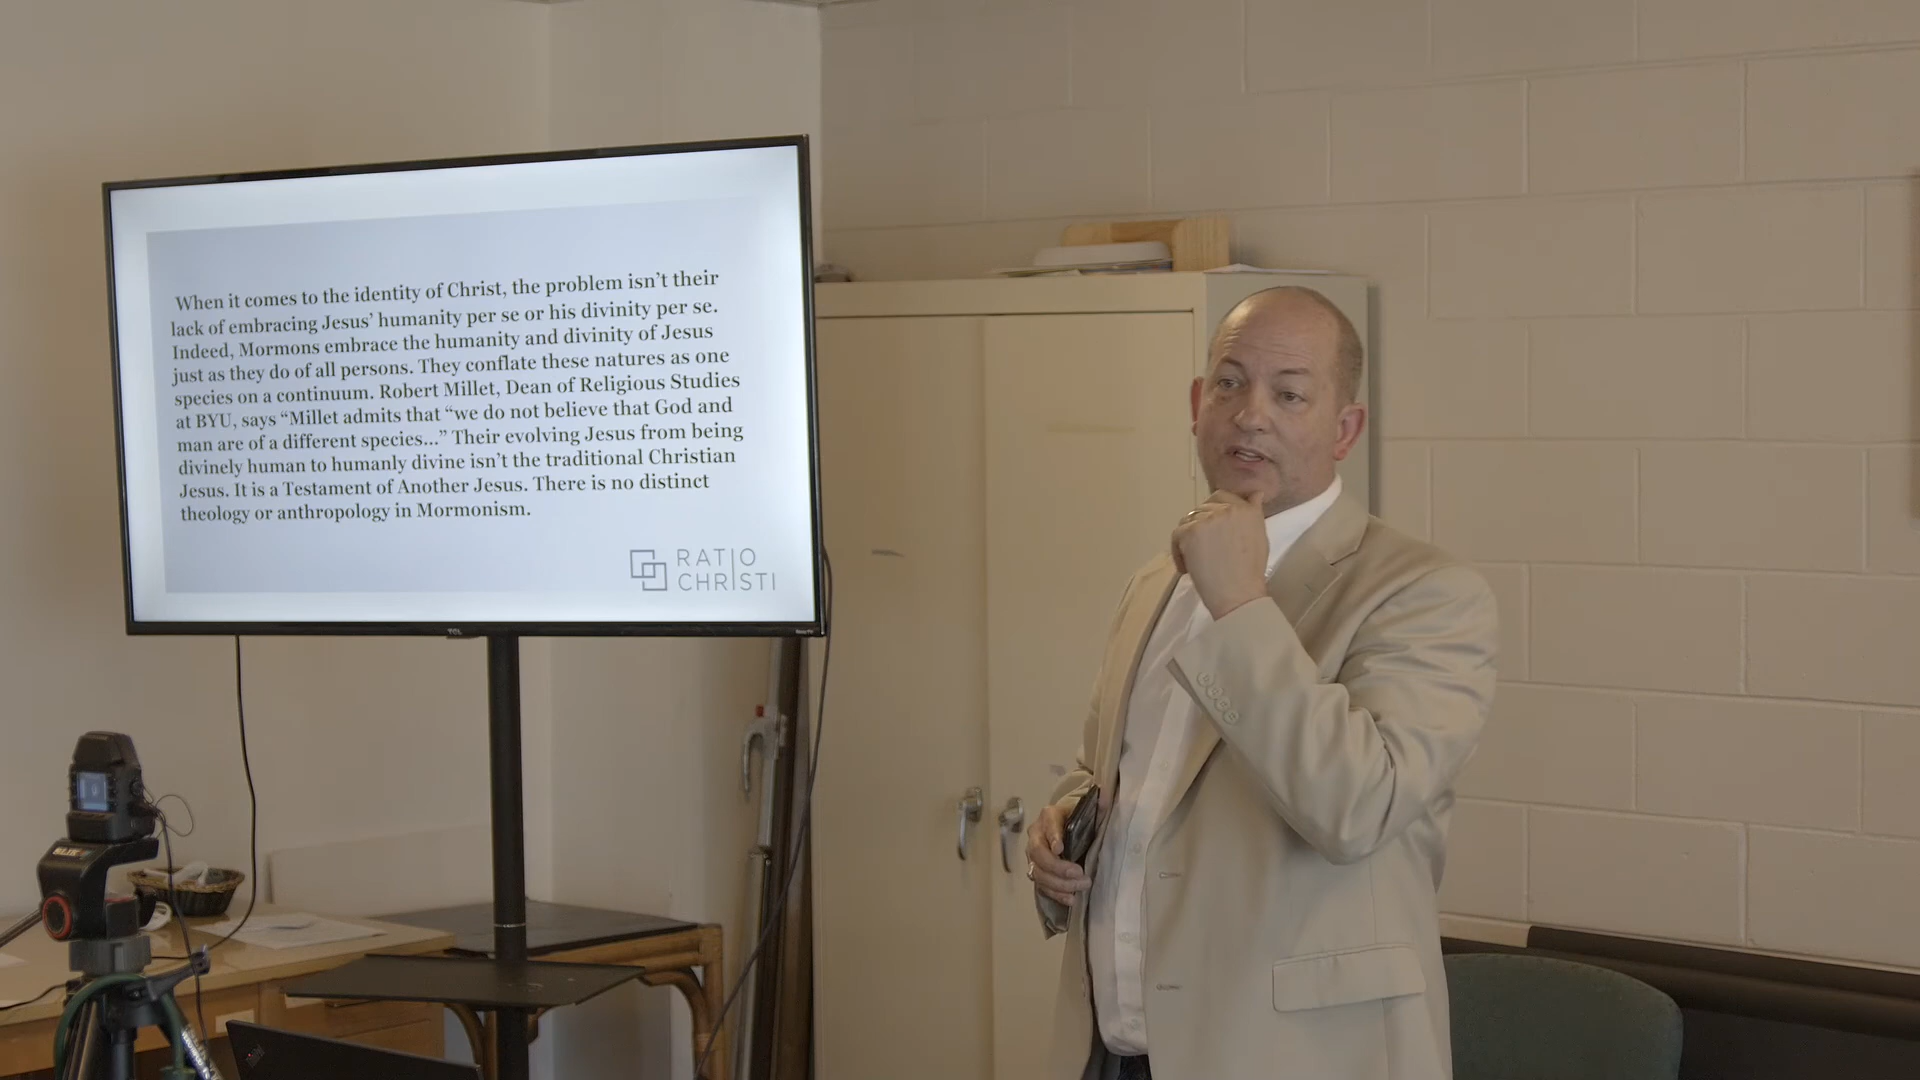 When it comes to the identity of Christ, the problem isn't their
lack of embracing Jesus' humanity per se or his divinity per se.
Indeed, Mormons embrace the humanity and divinity of Jesus
just as they do of all persons. They conflate these natures as one
species on a continuum. Robert Millet, Dean of Religious Studies
at BYU, says “Millet admits that “we do not believe that God and
man are of a different species...” Their evolving Jesus from being
divinely human to humanly divine isn't the traditional Christian
Jesus. It is a Testament of Another Jesus. There is no distinct
theology or anthropology in Mormonism.
RATIO
CHRISTI
TCL